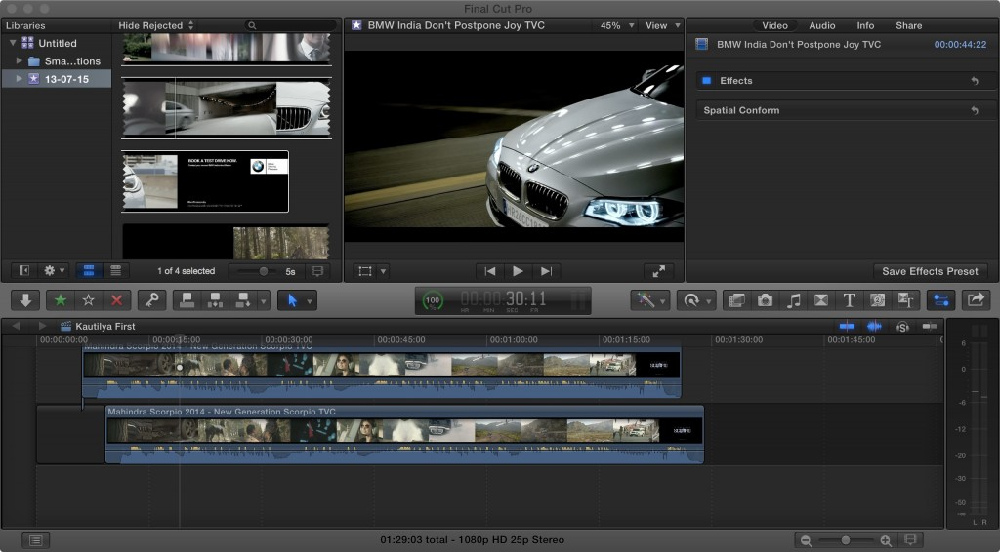 Final Cut Pro
Libraries
Hide Rejected
BMW India Don't Postpone Joy TVC
45%
View
Video
Audio
Info
Share
Untitled
Sma...tions
13-07-15
BMW India Don't Postpone Joy TVC
00:00:44:22
Effects
Spatial Conform
BOOK A TEST DRIVE NOW.
1 of 4 selected
5s
Save Effects Preset
100
00:00:30:11
HR
MIN
SEC
FR
Kautilya First
00:00:00:00
00:00:15:00
00:00:30:00
00:00:45:00
00:01:00:00
00:01:15:00
00:01:30:00
00:01:45:00
Mahindra Scorpio 2014 - New Generation Scorpio TVC
Mahindra Scorpio 2014 - New Generation Scorpio TVC
6
0
-6
-12
-20
-30
-50
-∞
L R
01:29:03 total - 1080p HD 25p Stereo